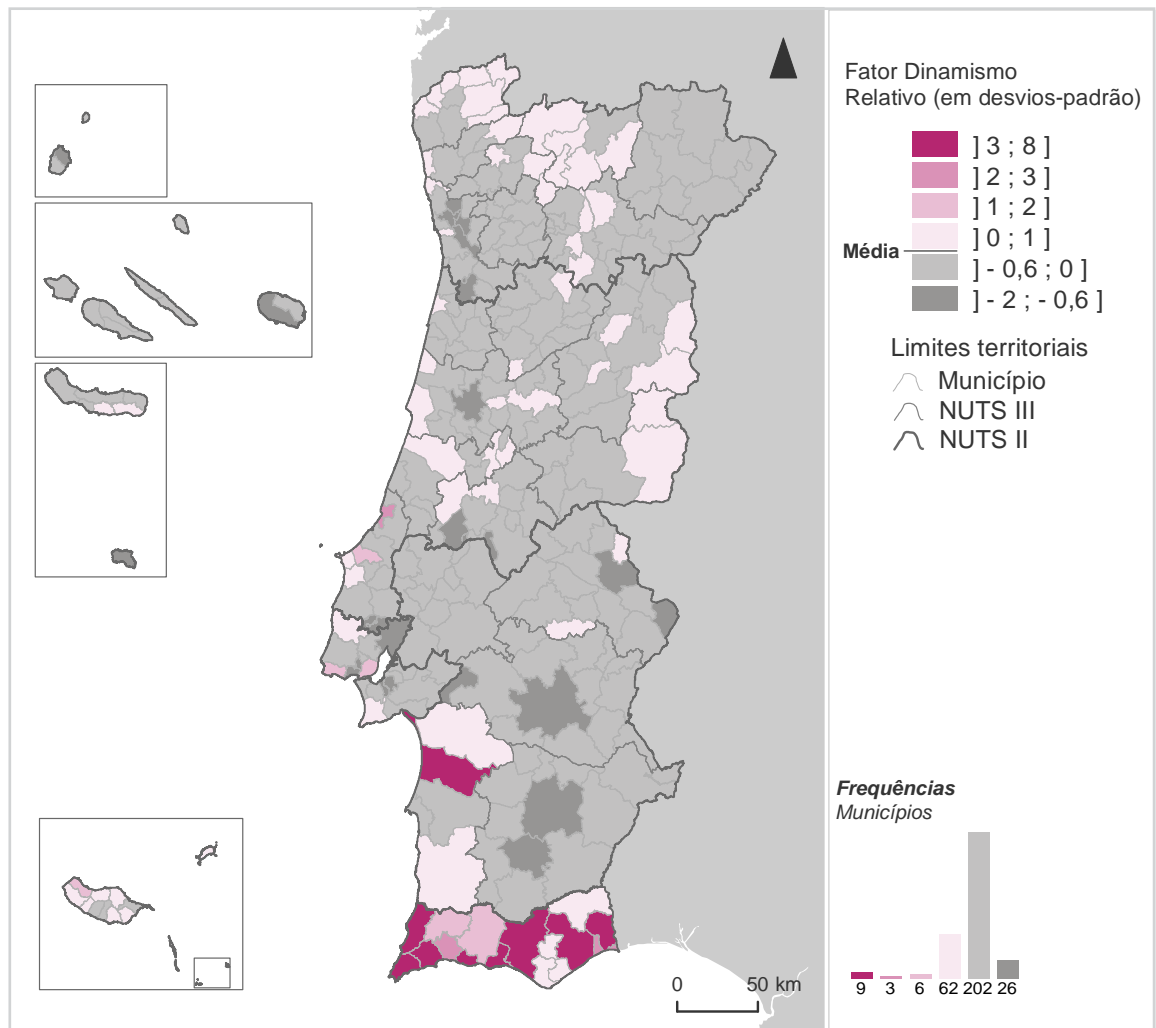 Fator Dinamismo
Relativo (em desvios-padrão)
] 3 ; 8 ]
] 2 ; 3 ]
] 1 ; 2 ]
] 0 ; 1 ]
Média
] - 0,6 ; 0 ]
] - 2 ; - 0,6 ]
Limites territoriais
Município
NUTS III
NUTS II
Frequências
Municípios
9 3 6 62 202 26
0 50 km